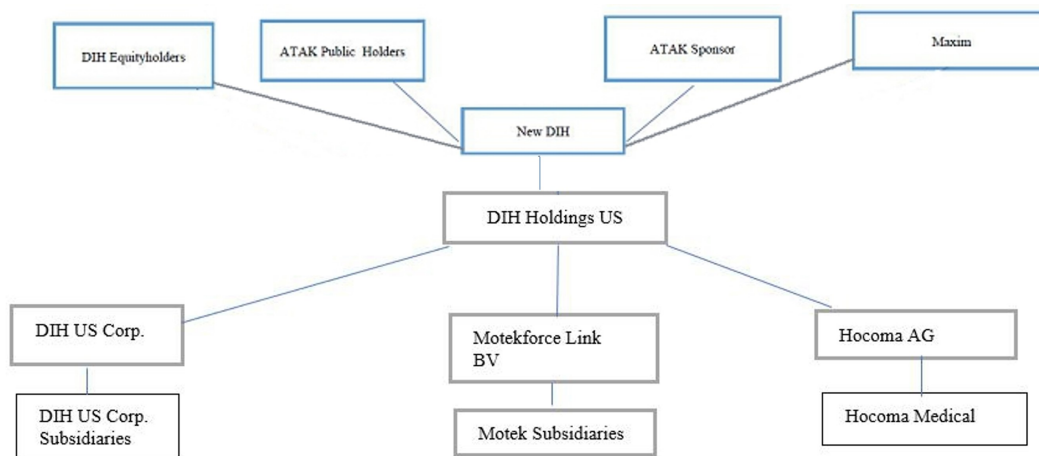 DIH Equityholders
ATAK Public Holders
ATAK Sponsor
Maxim
New DIH
DIH Holdings US
DIH US Corp.
Motekforce Link
BV
Hocoma AG
DIH US Corp.
Subsidiaries
Motek Subsidiaries
Hocoma Medical